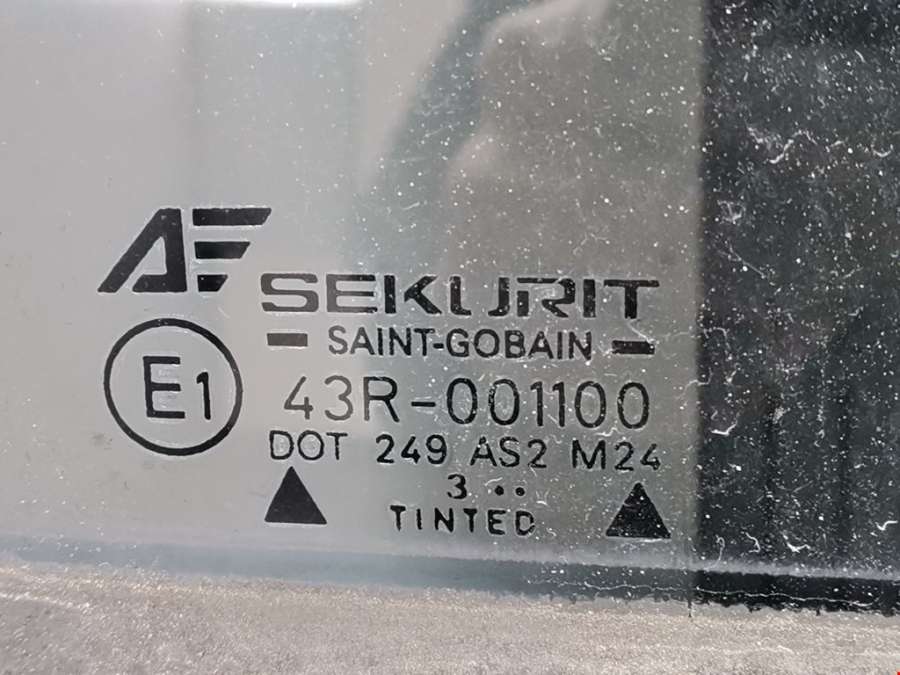 AF
SEKURIT
SAINT-GOBAIN
E1
43R-001100
DOT 249 AS2 M24
3 ..
TINTED